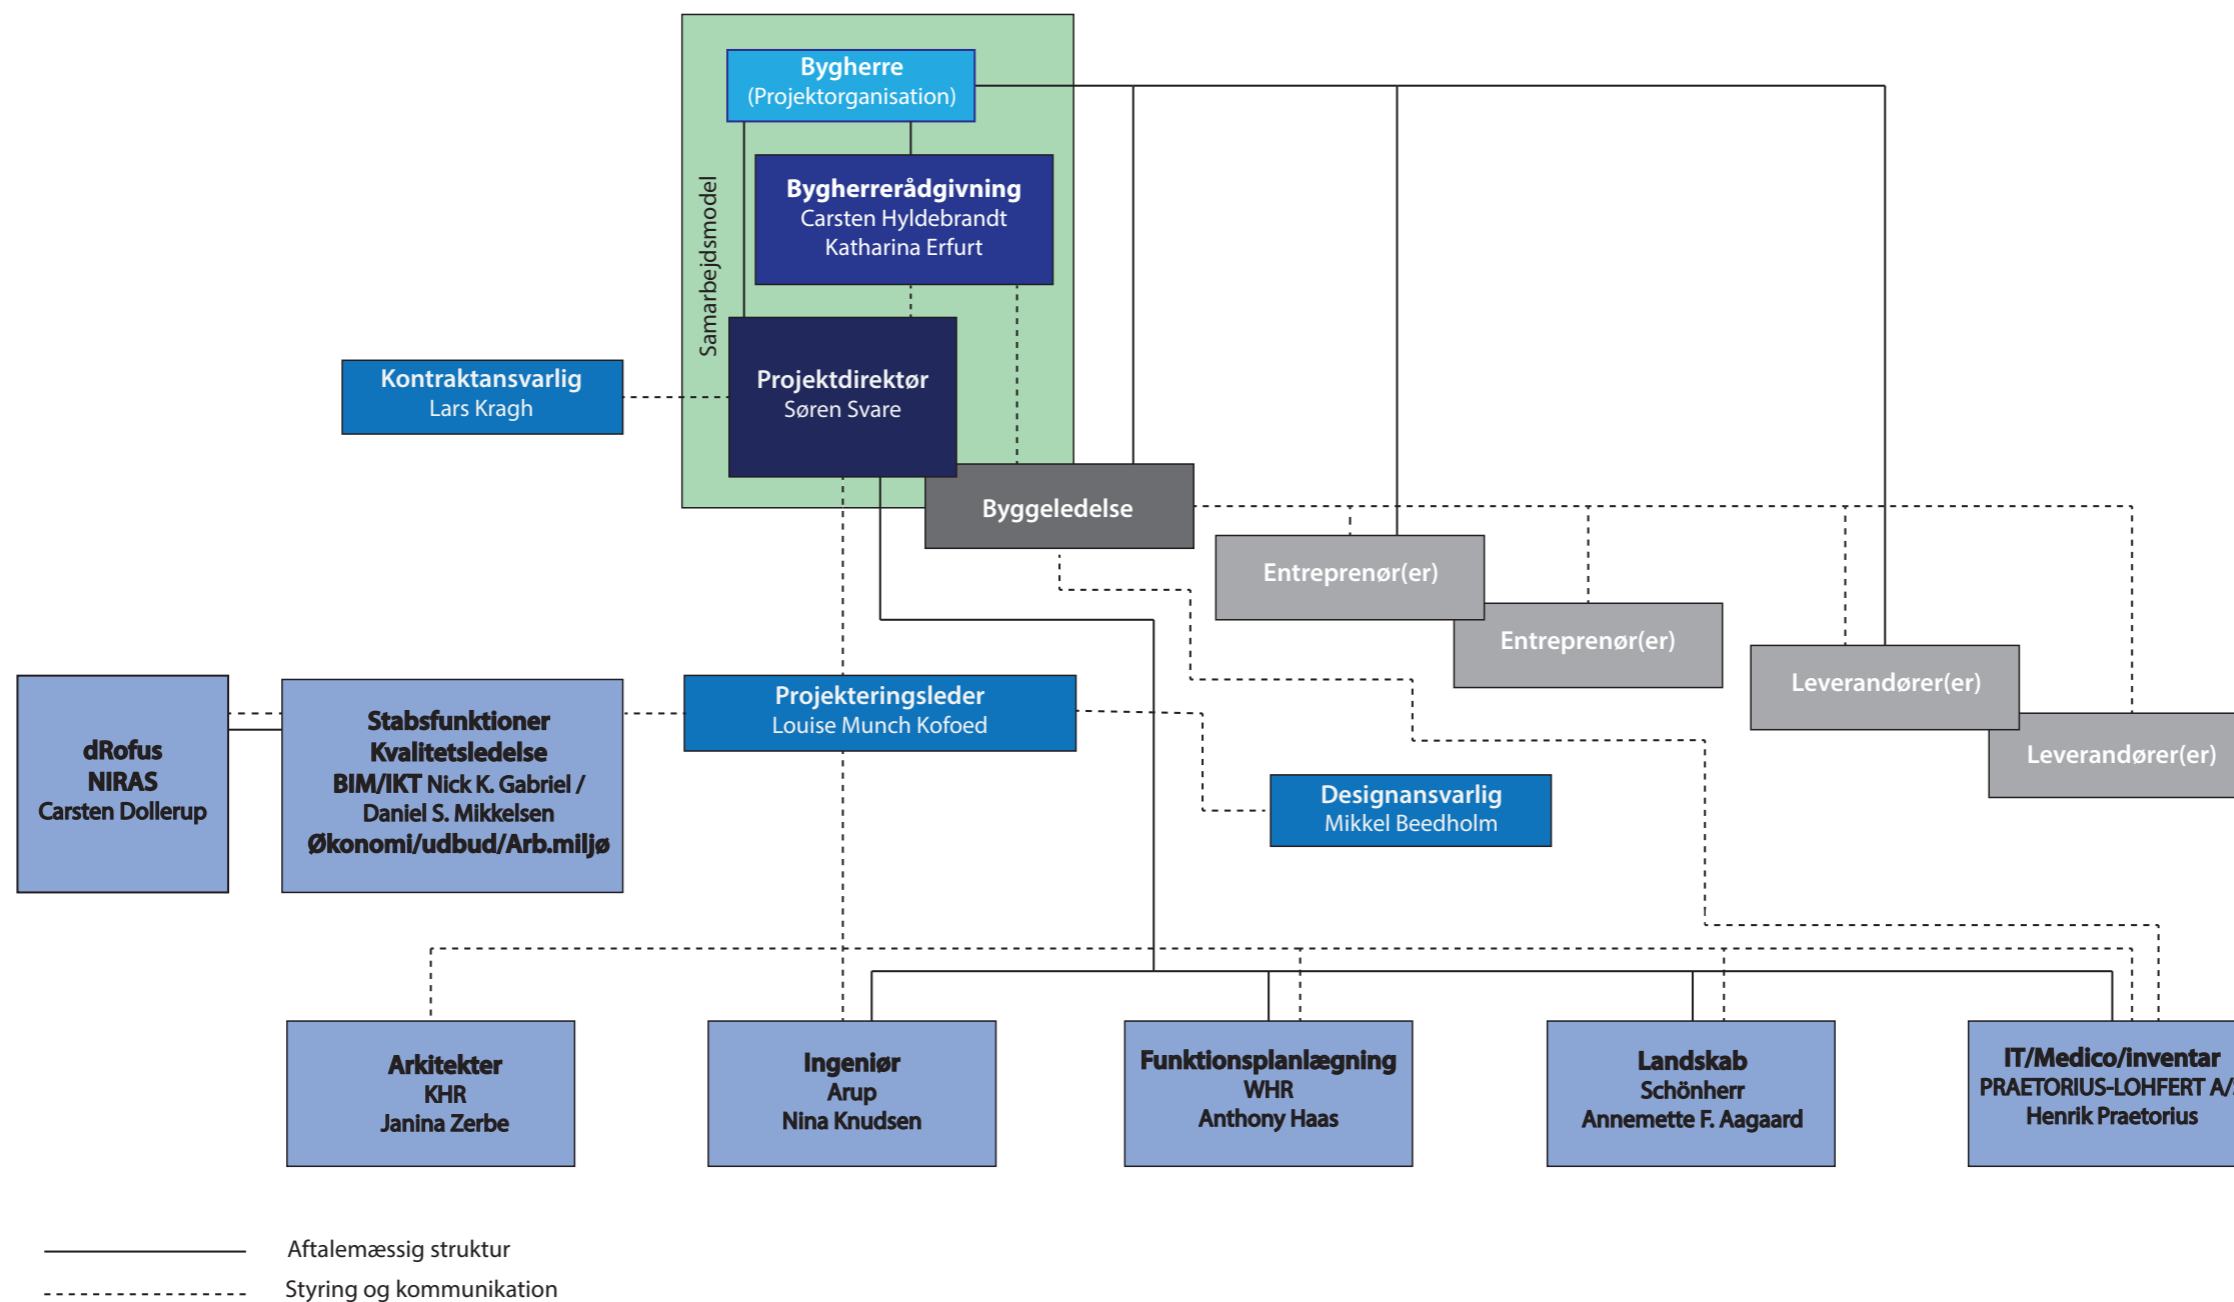 Bygherre
(Projektorganisation)
Samarbejdsmodel
Bygherrerådgivning
Carsten Hyldebrandt
Katharina Erfurt
Kontraktansvarlig
Lars Kragh
Projektdirektør
Søren Svare
Byggeledelse
Entreprenør(er)
Entreprenør(er)
Leverandører(er)
Leverandører(er)
dRofus
NIRAS
Carsten Dollerup
Stabsfunktioner
Kvalitetsledelse
BIM/IKT Nick K. Gabriel /
Daniel S. Mikkelsen
Økonomi/udbud/Arb.miljø
Projekteringsleder
Louise Munch Kofoed
Designansvarlig
Mikkel Beedholm
Arkitekter
KHR
Janina Zerbe
Ingeniør
Arup
Nina Knudsen
Funktionsplanlægning
WHR
Anthony Haas
Landskab
Schönherr
Annemette F. Aagaard
IT/Medico/inventar
PRAETORIUS-LOHFERT
Henrik Praetorius
Aftalemæssig struktur
Styring og kommunikation